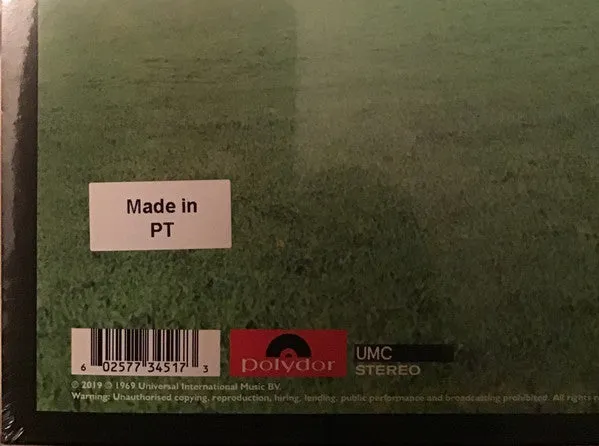 Made in
PT
6 02577 34517 3
polydor
UMC
STEREO
℗ 2019 © 1969 Universal International Music BV.
Warning: Unauthorised copying, reproduction, hiring, lending, public performance and broadcasting prohibited. All rights